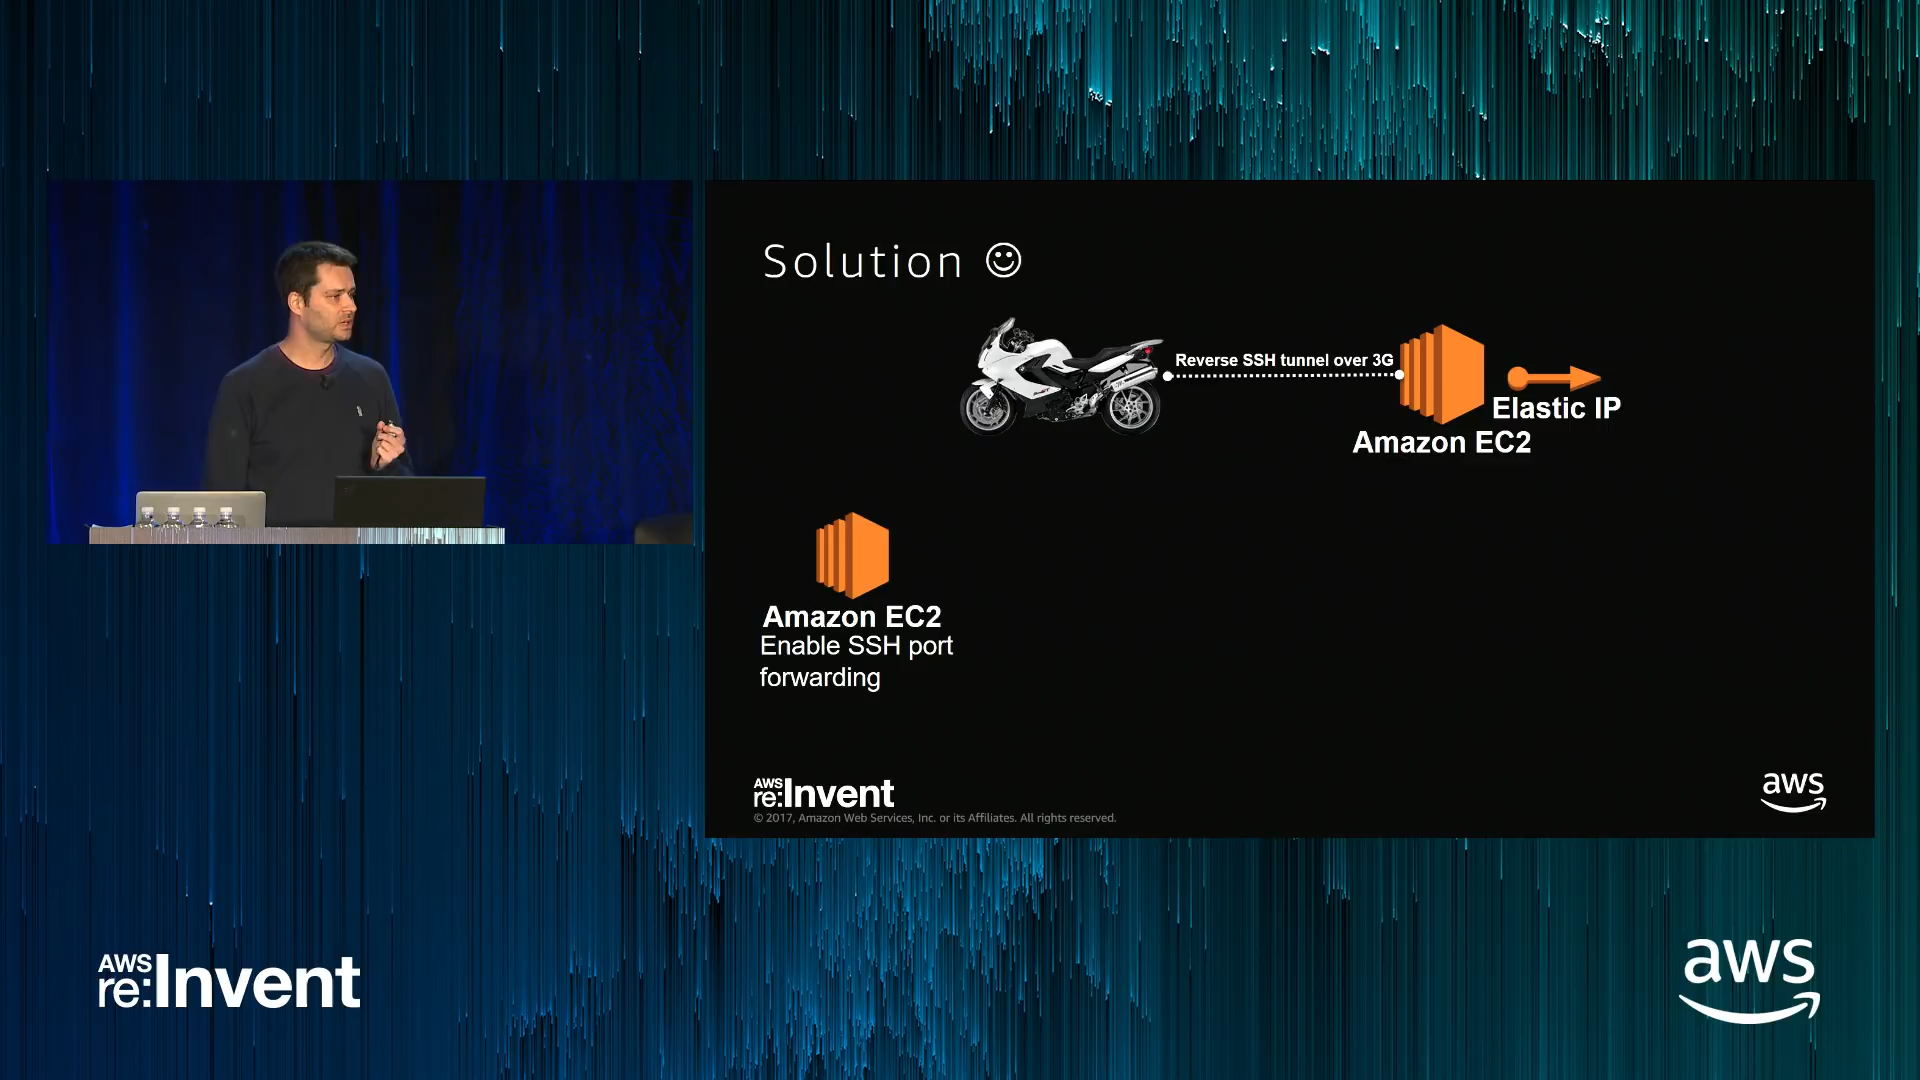 Solution
Reverse SSH tunnel over 3G
Elastic IP
Amazon EC2
Amazon EC2
Enable SSH port
forwarding
AWS
re:Invent
© 2017, Amazon Web Services, Inc. or its Affiliates. All rights reserved.
aws
AWS
re:Invent
aws